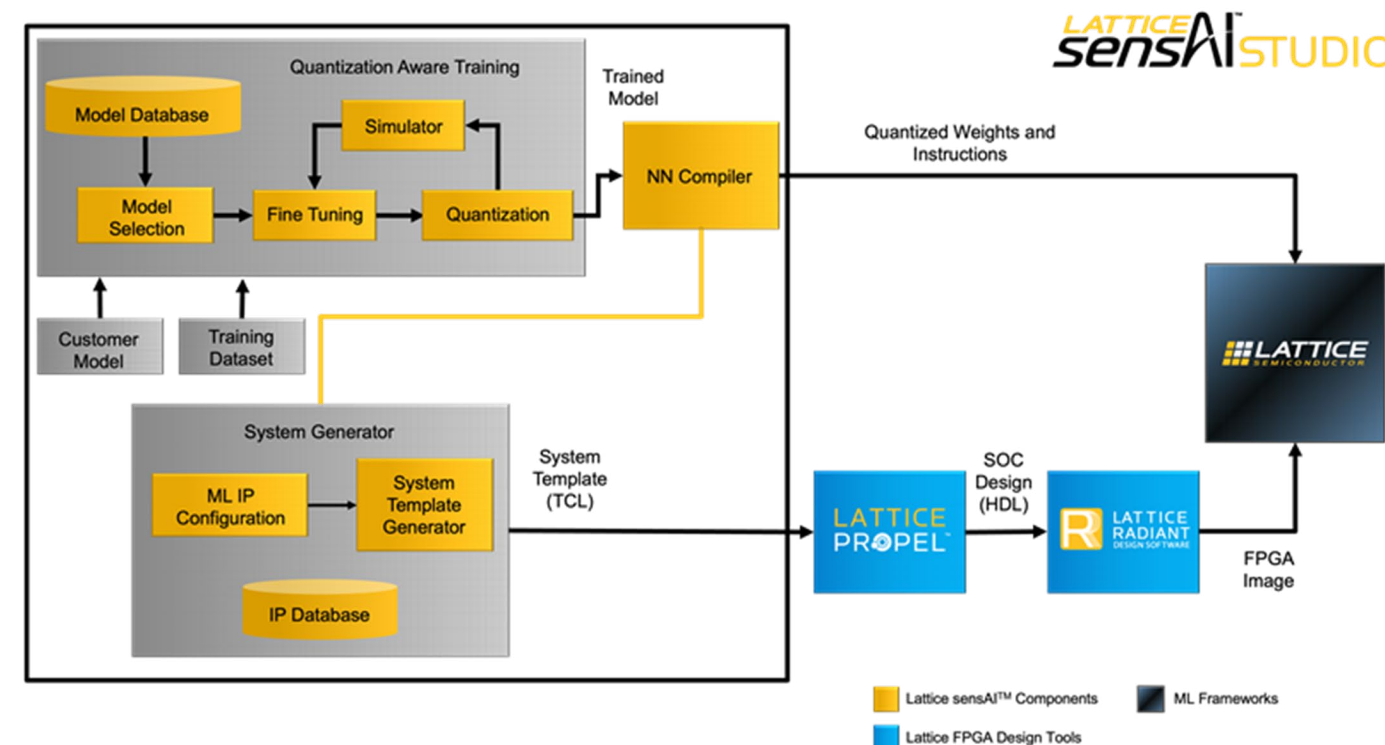 LATTICE
sensAI™ STUDIO
Quantization Aware Training
Model Database
Simulator
Model
Selection
Fine Tuning
Quantization
Trained
Model
NN Compiler
Quantized Weights and
Instructions
Customer
Model
Training
Dataset
LATTICE
SEMICONDUCTOR
System Generator
ML IP
Configuration
System
Template
Generator
IP Database
System
Template
(TCL)
LATTICE
PROPEL™
SOC
Design
(HDL)
R
LATTICE
RADIANT
DESIGN SOFTWARE
FPGA
Image
Lattice sensAI™ Components
ML Frameworks
Lattice FPGA Design Tools